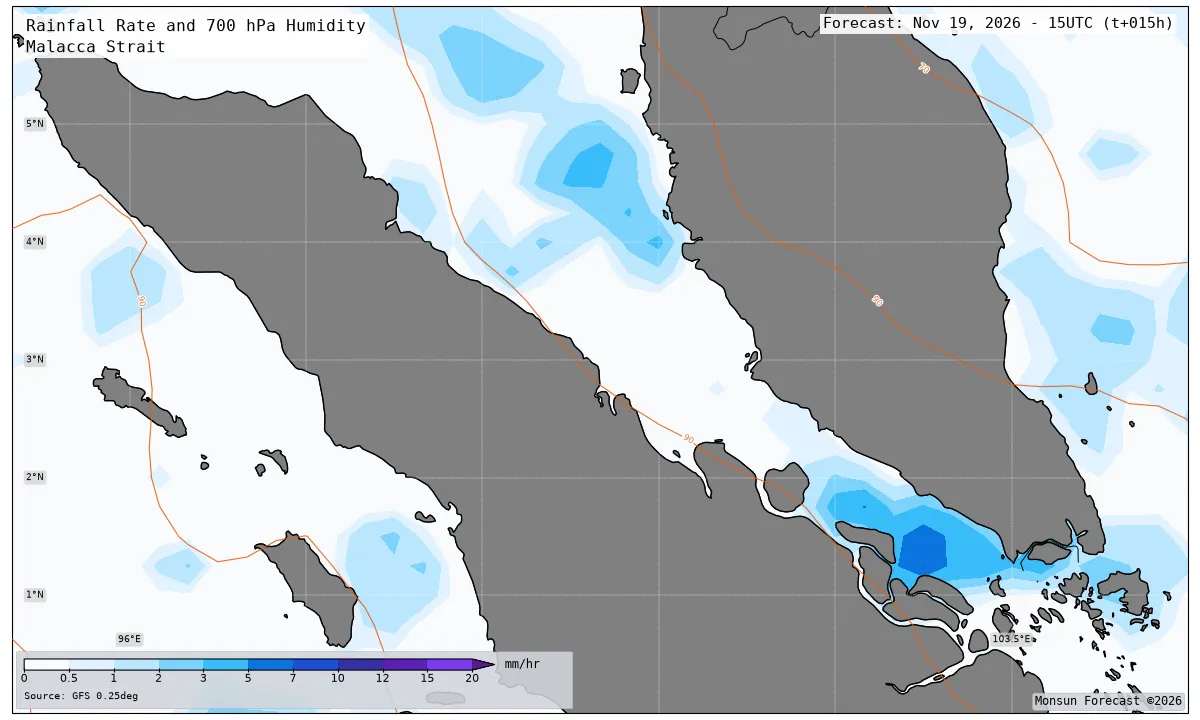 Rainfall Rate and 700 hPa Humidity
Malacca Strait
Forecast: Nov 19, 2026 - 15UTC (t+015h)
70
5°N
4°N
90
90
3°N
90
2°N
1°N
96°E
103.5°E
mm/hr
0 0.5 1 2 3 5 7 10 12 15 20
Source: GFS 0.25deg
Monsun Forecast ©2026